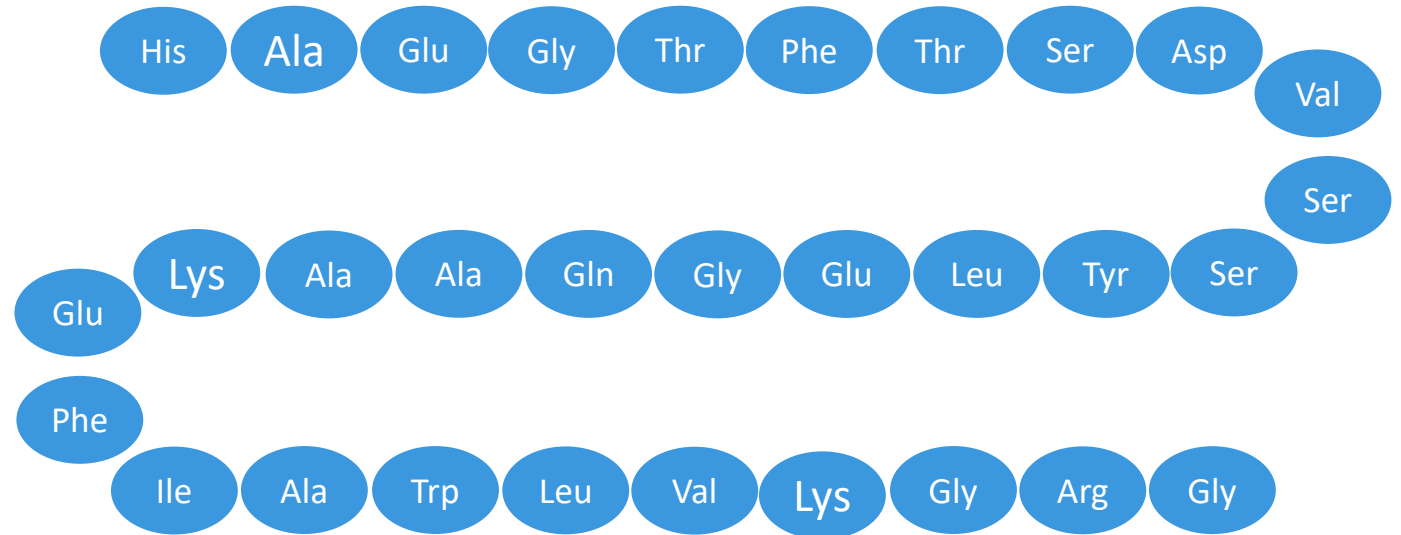 His Ala Glu Gly Thr Phe Thr Ser Asp
Val
Ser
Lys Ala Ala Gln Gly Glu Leu Tyr Ser
Glu
Phe
Ile Ala Trp Leu Val Lys Gly Arg Gly